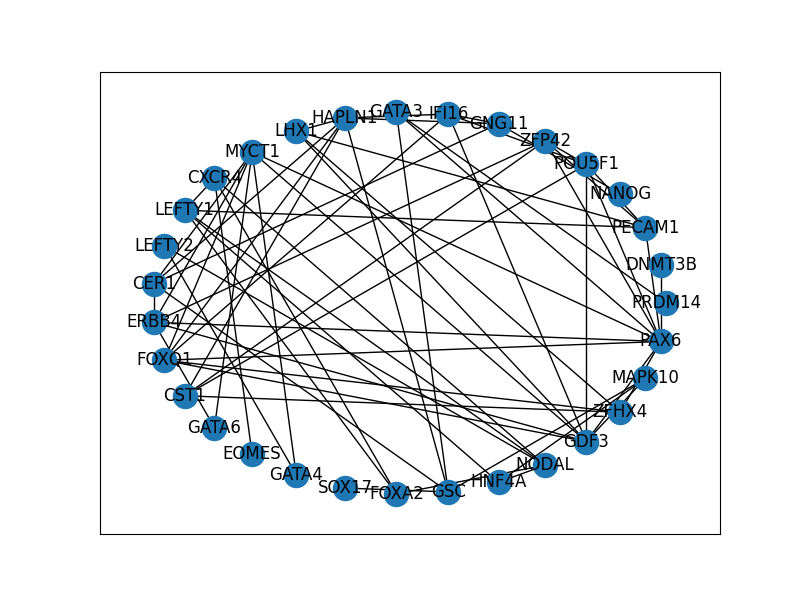 GATA3
IFI16
HAPLN1
GNG11
LHX1
ZFP42
MYCT1
POU5F1
CXCR4
NANOG
LEFTY1
PECAM1
LEFTY2
DNMT3B
CER1
PRDM14
ERBB4
PAX6
FOXO1
MAPK10
CST1
ZFHX4
GATA6
GDF3
EOMES
NODAL
GATA4
HNF4A
SOX17
FOXA2
GSC